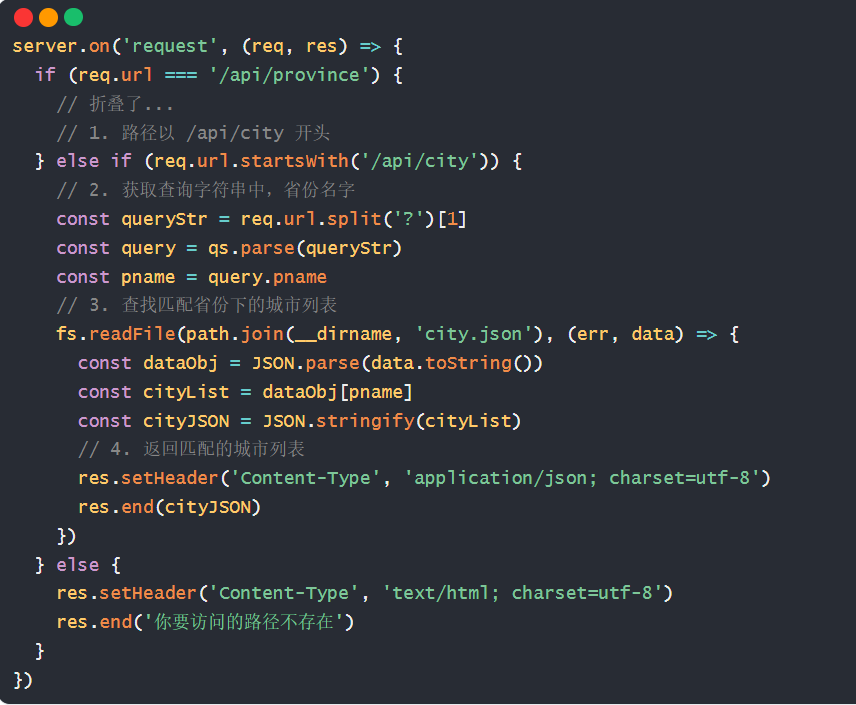 server.on('request', (req, res) => {
  if (req.url === '/api/province') {
    // 折叠了...
    // 1. 路径以 /api/city 开头
  } else if (req.url.startsWith('/api/city')) {
    // 2. 获取查询字符串中，省份名字
    const queryStr = req.url.split('?')[1]
    const query = qs.parse(queryStr)
    const pname = query.pname
    // 3. 查找匹配省份下的城市列表
    fs.readFile(path.join(__dirname, 'city.json'), (err, data) => {
      const dataObj = JSON.parse(data.toString())
      const cityList = dataObj[pname]
      const cityJSON = JSON.stringify(cityList)
      // 4. 返回匹配的城市列表
      res.setHeader('Content-Type', 'application/json; charset=utf-8')
      res.end(cityJSON)
    })
  } else {
    res.setHeader('Content-Type', 'text/html; charset=utf-8')
    res.end('你要访问的路径不存在')
  }
})